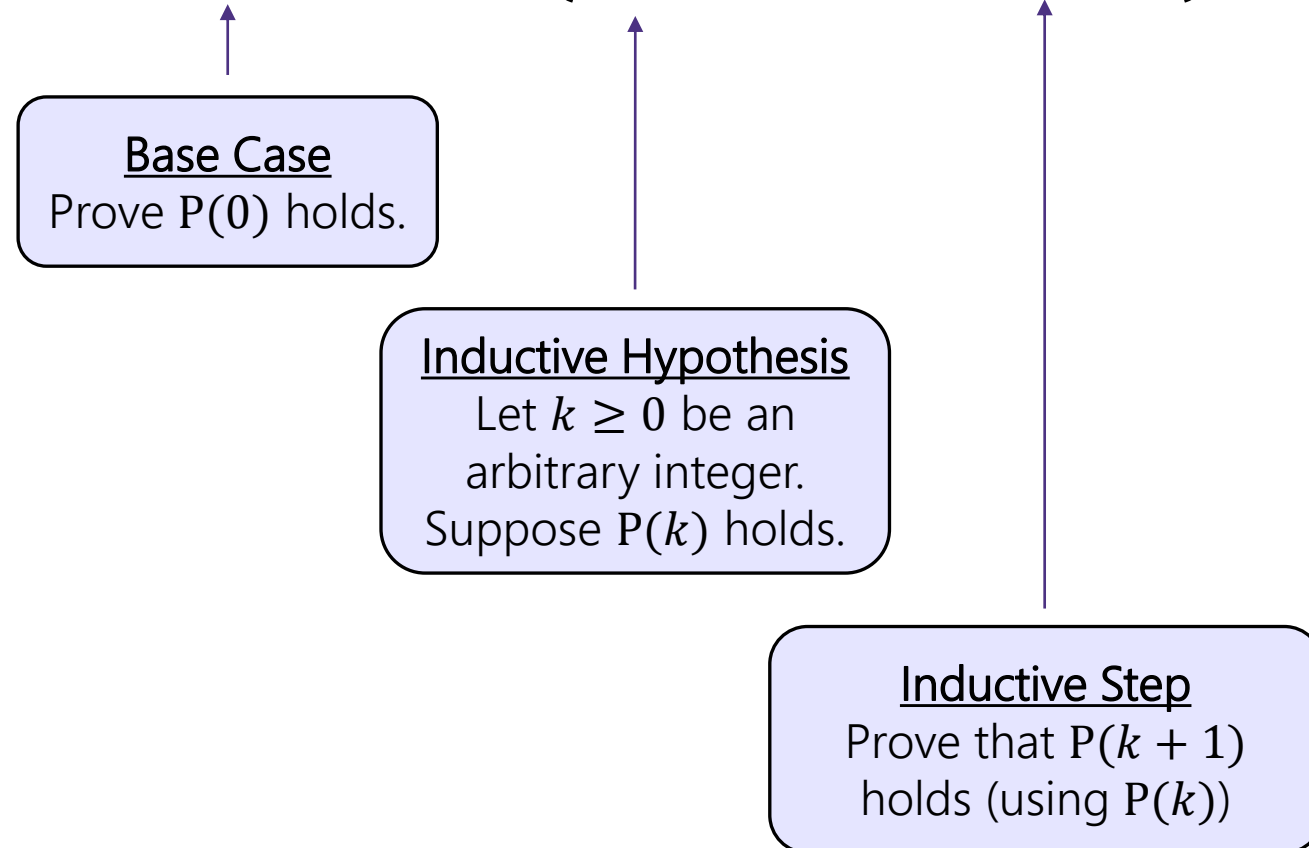 Base Case
Prove P(0) holds.
Inductive Hypothesis
Let k ≥ 0 be an
arbitrary integer.
Suppose P(k) holds.
Inductive Step
Prove that P(k + 1)
holds (using P(k))